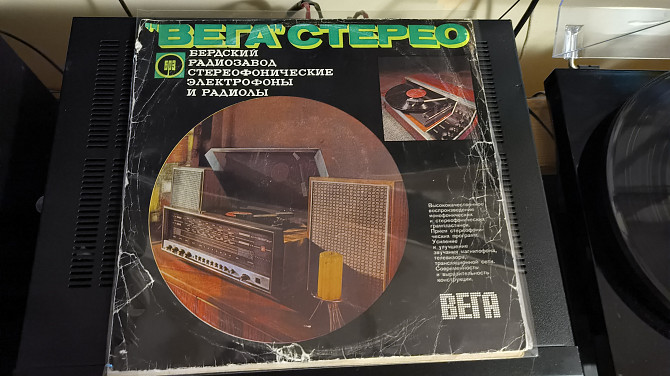 "ВЕГА" СТЕРЕО
БЕРДСКИЙ
РАДИОЗАВОД
СТЕРЕОФОНИЧЕСКИЕ
ЭЛЕКТРОФОНЫ
И РАДИОЛЫ
Высококачественное
воспроизведение
монофонических
и стереофонических
грампластинок.
Прием стереофони-
ческих программ.
Усиление
и улучшение
звучания магнитофона,
телевизора,
трансляционной сети.
Современность
и выразительность
конструкции.
ВЕГА